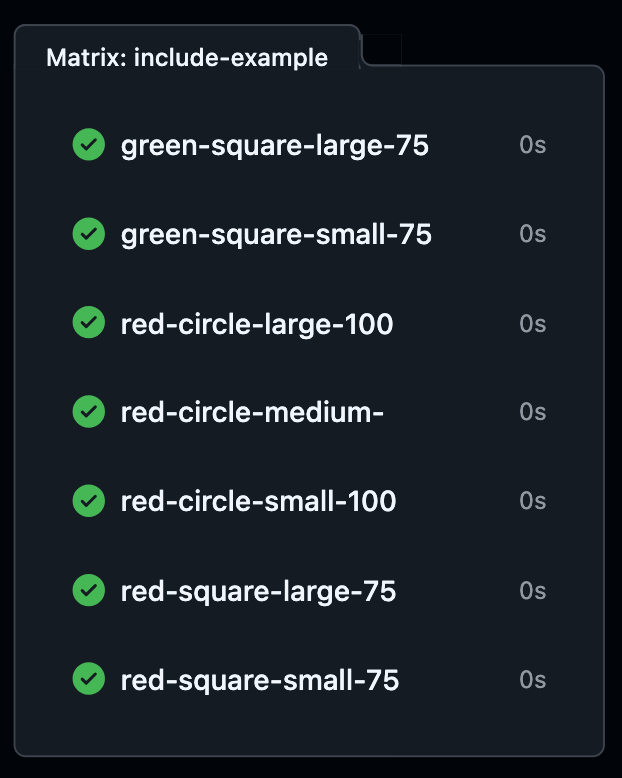 Matrix: include-example
green-square-large-75 0s
green-square-small-75 0s
red-circle-large-100 0s
red-circle-medium- 0s
red-circle-small-100 0s
red-square-large-75 0s
red-square-small-75 0s